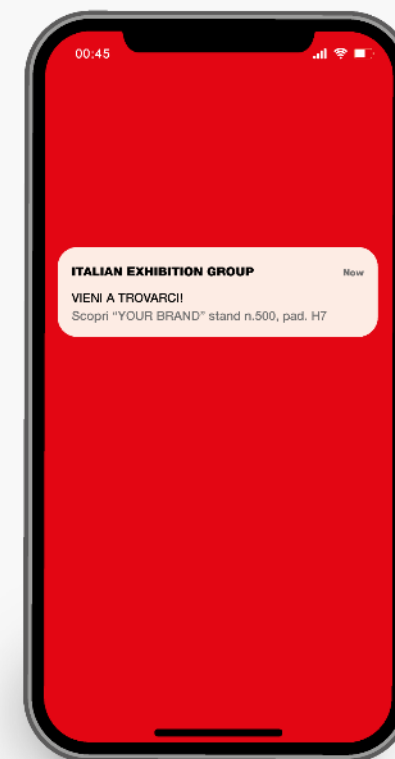 00:45
ITALIAN EXHIBITION GROUP Now
VIENI A TROVARCI!
Scopri “YOUR BRAND” stand n.500, pad. H7